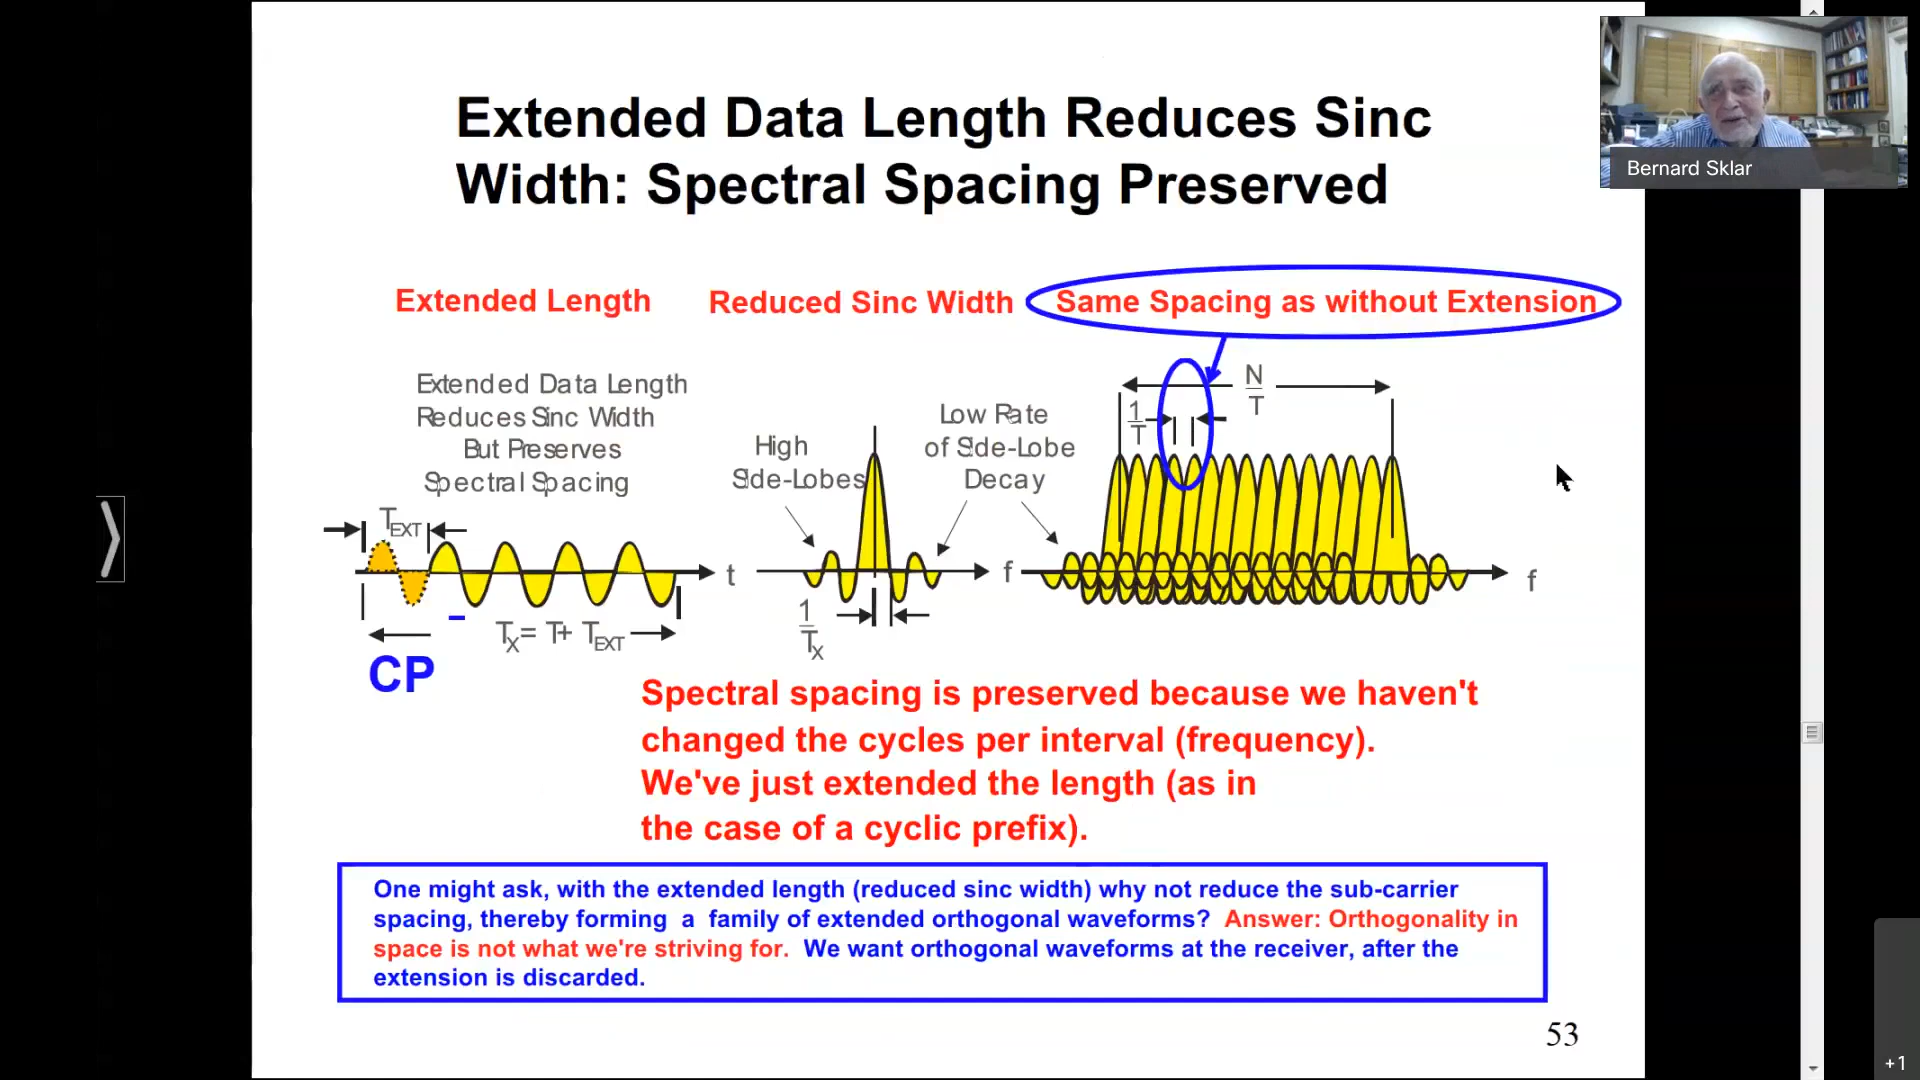 Extended Data Length Reduces Sinc
Width: Spectral Spacing Preserved
Bernard Sklar
Extended Length
Reduced Sinc Width
Same Spacing as without Extension
Extended Data Length
Reduces Sinc Width
But Preserves
Spectral Spacing
High
Side-Lobes
Low Rate
of Side-Lobe
Decay
N
T
1
T
TEXT
t
f
f
TX= T+ TEXT
1
TX
CP
Spectral spacing is preserved because we haven't
changed the cycles per interval (frequency).
We've just extended the length (as in
the case of a cyclic prefix).
One might ask, with the extended length (reduced sinc width) why not reduce the sub-carrier
spacing, thereby forming a family of extended orthogonal waveforms? Answer: Orthogonality in
space is not what we're striving for. We want orthogonal waveforms at the receiver, after the
extension is discarded.
53
+1